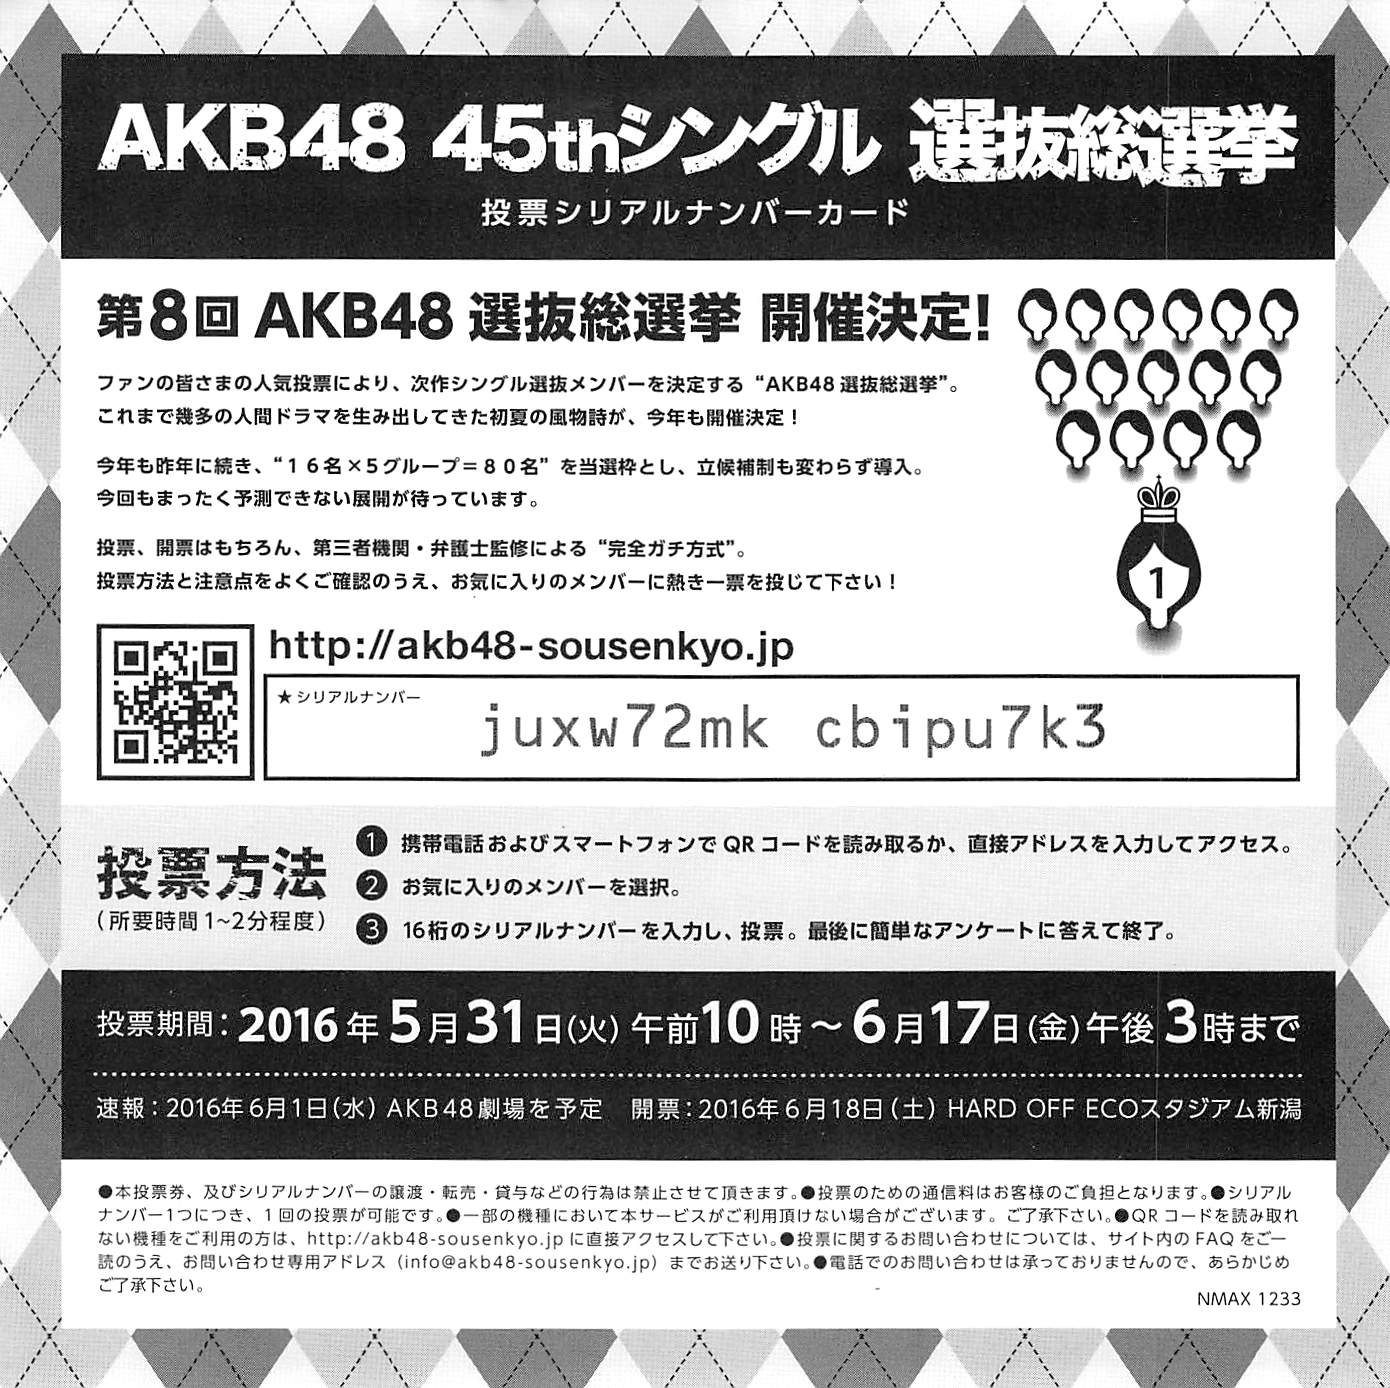 AKB48 45thシングル 選抜総選挙
投票シリアルナンバーカード
第8回 AKB48 選抜総選挙 開催決定!
ファンの皆さまの人気投票により、次作シングル選抜メンバーを決定する“AKB48 選抜総選挙”。
これまで幾多の人間ドラマを生み出してきた初夏の風物詩が、今年も開催決定！
今年も昨年に続き、“１６名×５グループ＝８０名”を当選枠とし、立候補制も変わらず導入。
今回もまったく予測できない展開が待っています。
投票、開票はもちろん、第三者機関・弁護士監修による“完全ガチ方式”。
投票方法と注意点をよくご確認のうえ、お気に入りのメンバーに熱き一票を投じて下さい！
1
http://akb48-sousenkyo.jp
★シリアルナンバー
juxw72mk cbipu7k3
投票方法
（所要時間1~2分程度）
1 携帯電話およびスマートフォンでQRコードを読み取るか、直接アドレスを入力してアクセス。
2 お気に入りのメンバーを選択。
3 16桁のシリアルナンバーを入力し、投票。最後に簡単なアンケートに答えて終了。
投票期間：2016年5月31日(火)午前10時～6月17日(金)午後3時まで
速報：2016年6月1日(水) AKB48劇場を予定　開票：2016年6月18日(土) HARD OFF ECOスタジアム新潟
●本投票券、及びシリアルナンバーの譲渡・転売・貸与などの行為は禁止させて頂きます。●投票のための通信料はお客様のご負担となります。●シリアル
ナンバー1つにつき、1回の投票が可能です。●一部の機種において本サービスがご利用頂けない場合がございます。ご了承下さい。●QRコードを読み取れ
ない機種をご利用の方は、http://akb48-sousenkyo.jp に直接アクセスして下さい。●投票に関するお問い合わせについては、サイト内のFAQをご一
読のうえ、お問い合わせ専用アドレス（info@akb48-sousenkyo.jp）までお送り下さい。●電話でのお問い合わせは承っておりませんので、あらかじめ
ご了承下さい。
NMAX 1233